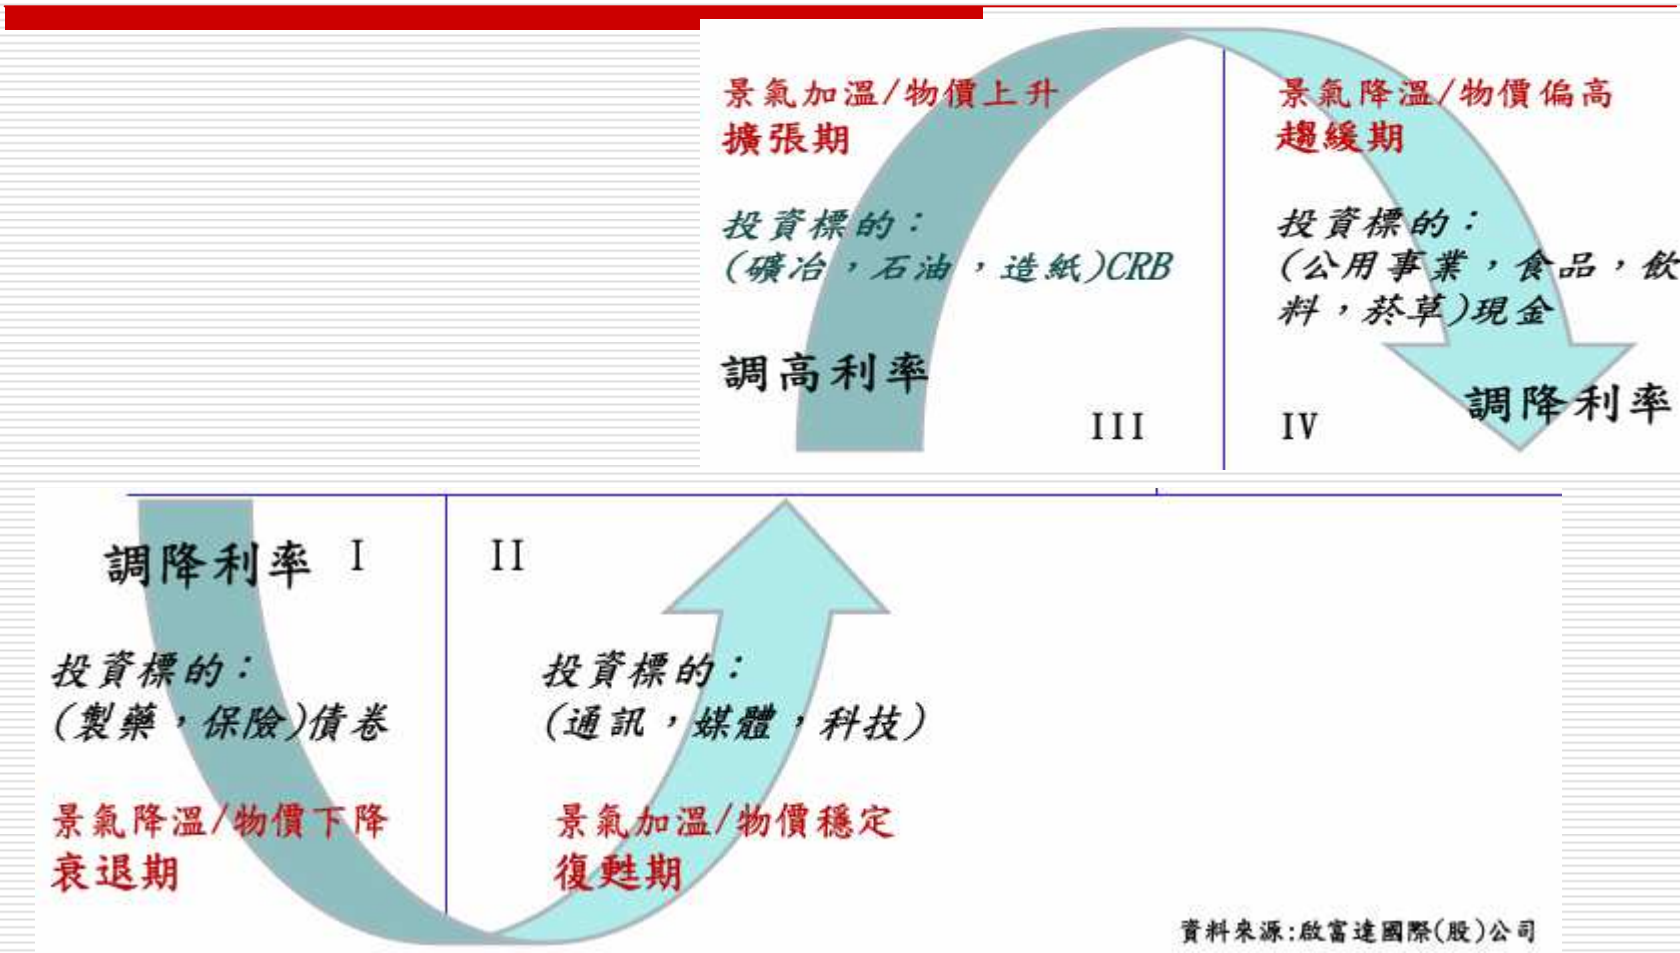 景氣加溫/物價上升
擴張期
投資標的：
(礦冶，石油，造紙)CRB
調高利率
III
景氣降溫/物價偏高
趨緩期
投資標的：
(公用事業，食品，飲
料，菸草)現金
調降利率
IV
調降利率 I
投資標的：
(製藥，保險)債卷
景氣降溫/物價下降
衰退期
II
投資標的：
(通訊，媒體，科技)
景氣加溫/物價穩定
復甦期
資料來源:啟富達國際(股)公司